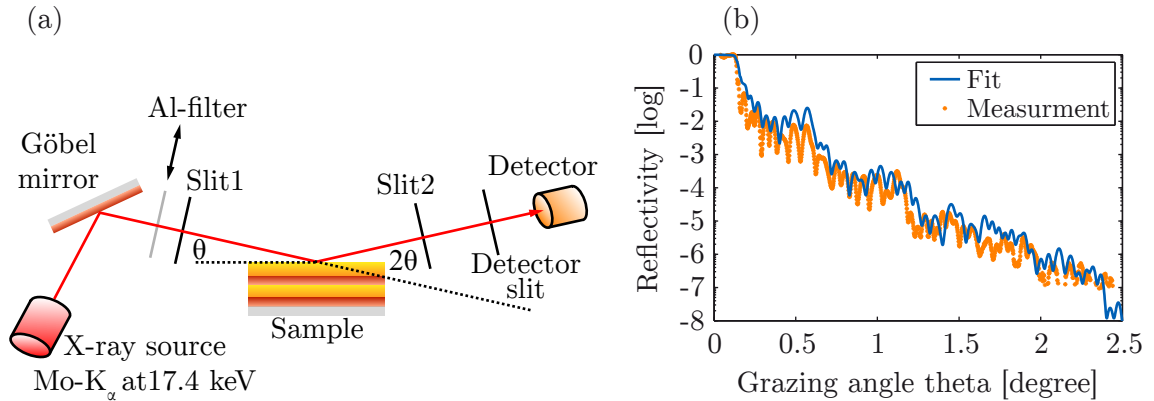 (a)
Al-filter
Göbel
mirror
Slit1
θ
Slit2
Detector
2θ
Detector
slit
Sample
X-ray source
Mo-Kα at17.4 keV
(b)
Fit
Measurment
Reflectivity [log]
0
-1
-2
-3
-4
-5
-6
-7
-8
0
0.5
1
1.5
2
2.5
Grazing angle theta [degree]